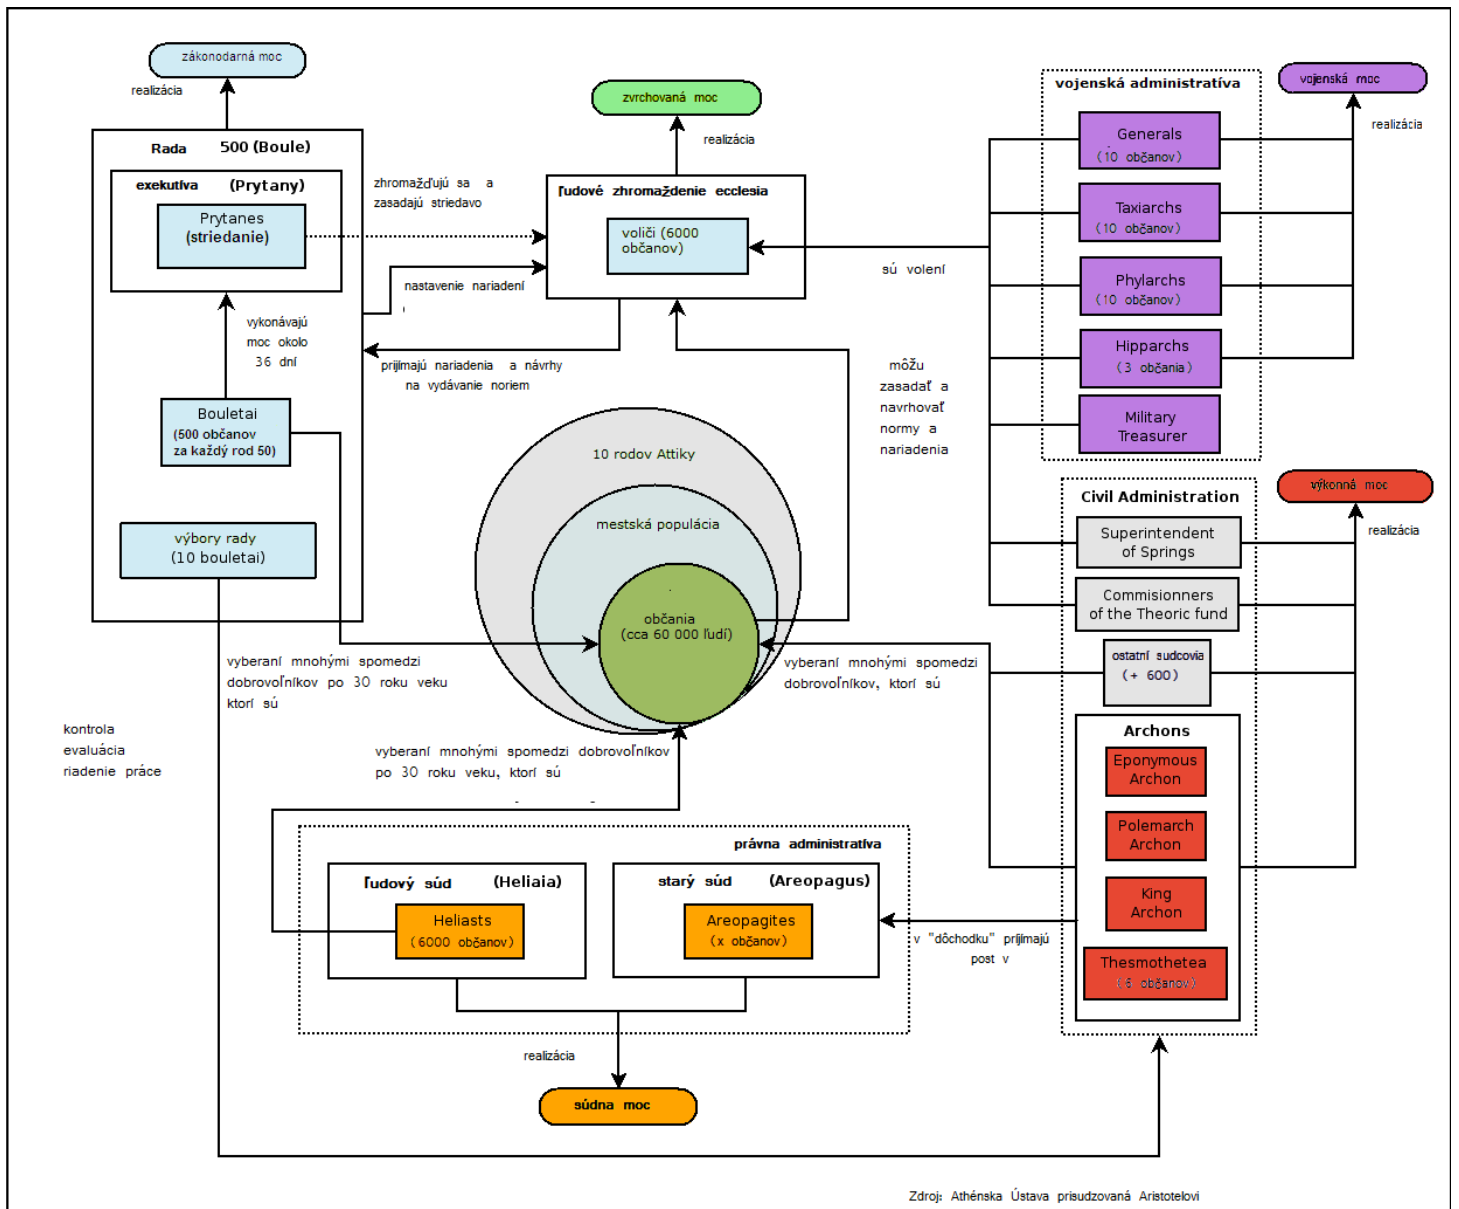 zákonodarná moc
realizácia
Rada 500 (Boule)
exekutíva (Prytany)
Prytanes
(striedanie)
vykonávajú
moc okolo
36 dní
Bouletai
(500 občanov
za každý rod 50)
výbory rady
(10 bouletai)
zhromažďujú sa a
zasadajú striedavo
nastavenie nariadení
prijímajú nariadenia a návrhy
na vydávanie noriem
zvrchovaná moc
realizácia
ľudové zhromaždenie ecclesia
voliči (6000
občanov)
sú volení
môžu
zasadať a
navrhovať
normy a
nariadenia
vojenská administratíva
Generals
(10 občanov)
Taxiarchs
(10 občanov)
Phylarchs
(10 občanov)
Hipparchs
(3 občania)
Military
Treasurer
vojenská moc
realizácia
10 rodov Attiky
mestská populácia
občania
(cca 60 000 ľudí)
vyberaní mnohými spomedzi
dobrovoľníkov po 30 roku veku
ktorí sú
vyberaní mnohými spomedzi
dobrovoľníkov, ktorí sú
vyberaní mnohými spomedzi dobrovoľníkov
po 30 roku veku, ktorí sú
kontrola
evaluácia
riadenie práce
Civil Administration
Superintendent
of Springs
Commisionners
of the Theoric fund
ostatní sudcovia
(+ 600)
Archons
Eponymous
Archon
Polemarch
Archon
King
Archon
Thesmothetea
(6 občanov)
výkonná moc
realizácia
právna administratíva
ľudový súd (Heliaia)
Heliasts
(6000 občanov)
starý súd (Areopagus)
Areopagites
(x občanov)
v "dôchodku" príjímajú
post v
realizácia
súdna moc
Zdroj: Athénska Ústava prisudzovaná Aristotelovi